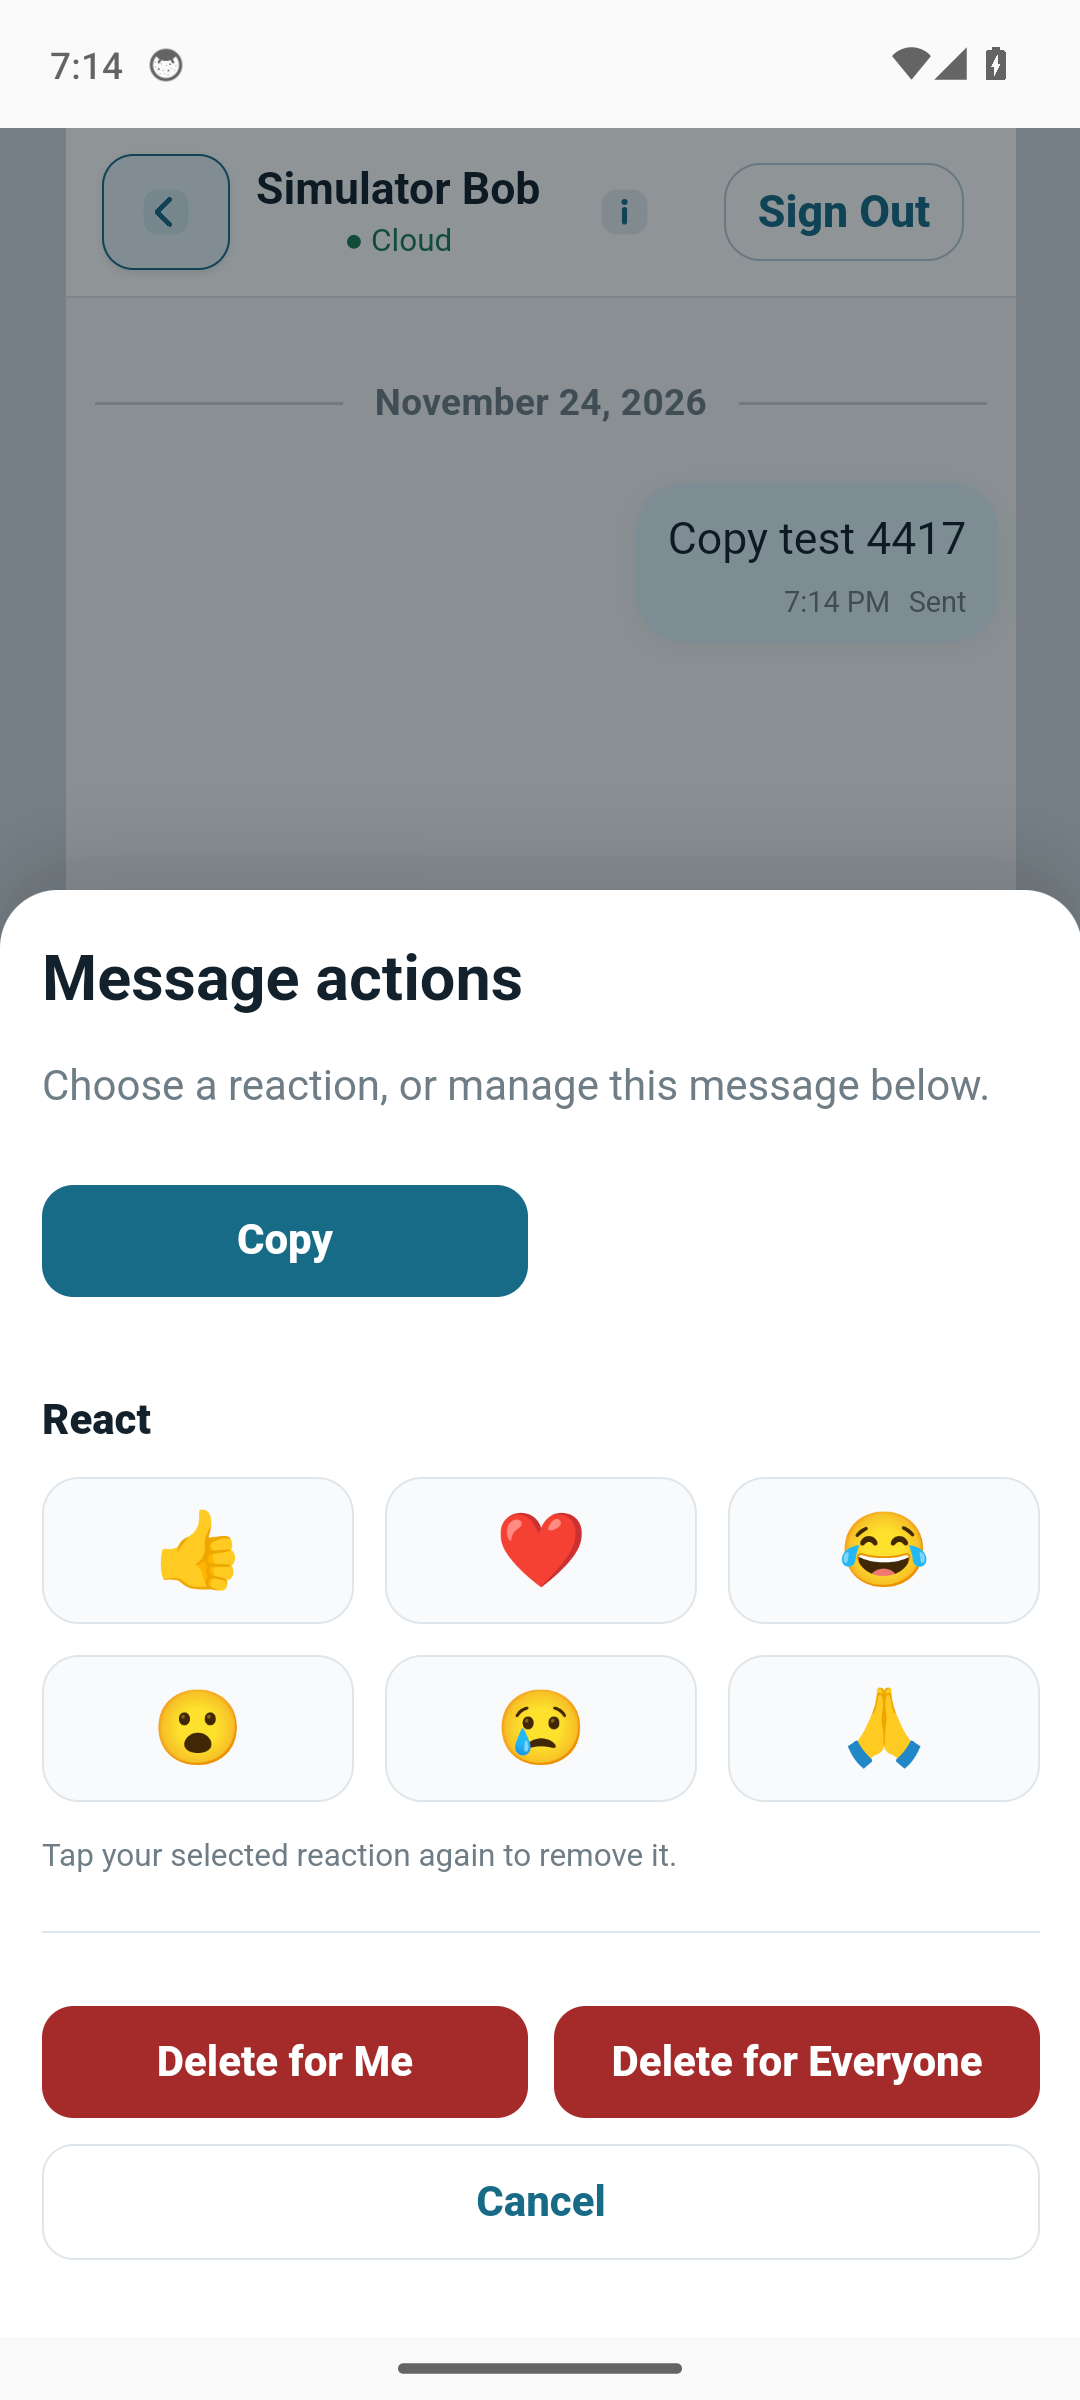 7:14
Simulator Bob
Cloud
Sign Out
November 24, 2026
Copy test 4417
7:14 PM Sent
Message actions
Choose a reaction, or manage this message below.
Copy
React
Tap your selected reaction again to remove it.
Delete for Me
Delete for Everyone
Cancel